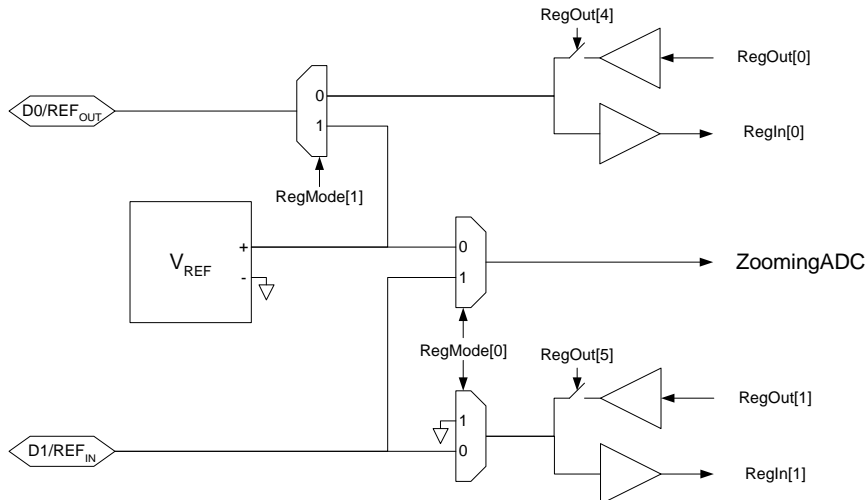 RegOut[4]
RegOut[0]
D0/REF_OUT
0
1
RegIn[0]
RegMode[1]
V_REF
+
-
0
1
ZoomingADC
RegMode[0]
RegOut[5]
RegOut[1]
1
0
D1/REF_IN
RegIn[1]